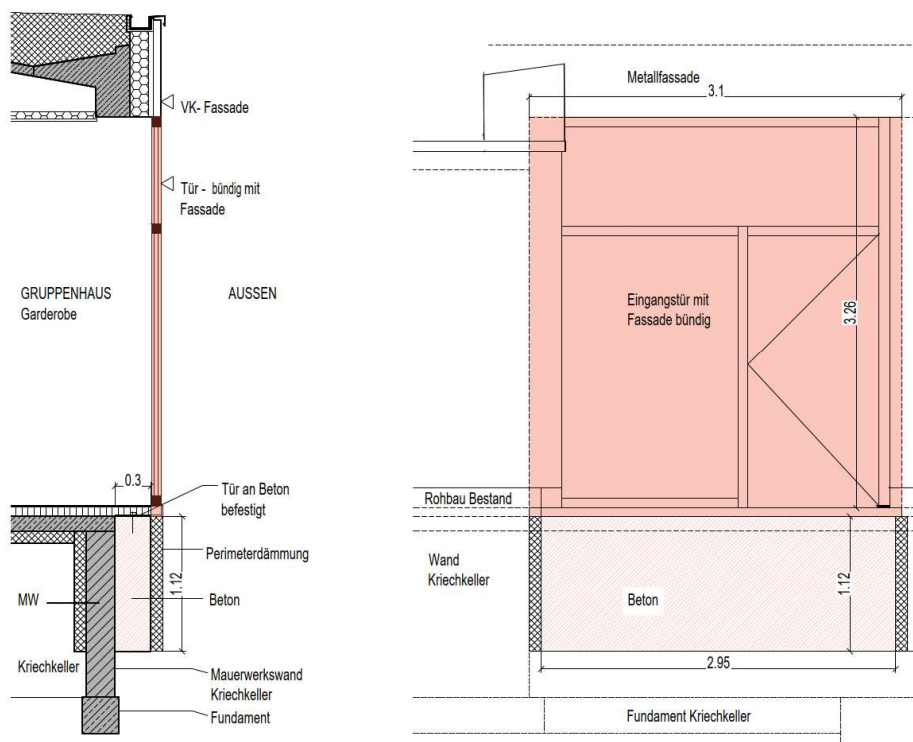 VK- Fassade
Tür - bündig mit
Fassade
GRUPPENHAUS
Garderobe
AUSSEN
0.3
Tür an Beton
befestigt
Perimeterdämmung
1.12
MW
Beton
Kriechkeller
Mauerwerkswand
Kriechkeller
Fundament
Metallfassade
3.1
Eingangstür mit
Fassade bündig
3.26
Rohbau Bestand
Wand
Kriechkeller
Beton
1.12
2.95
Fundament Kriechkeller